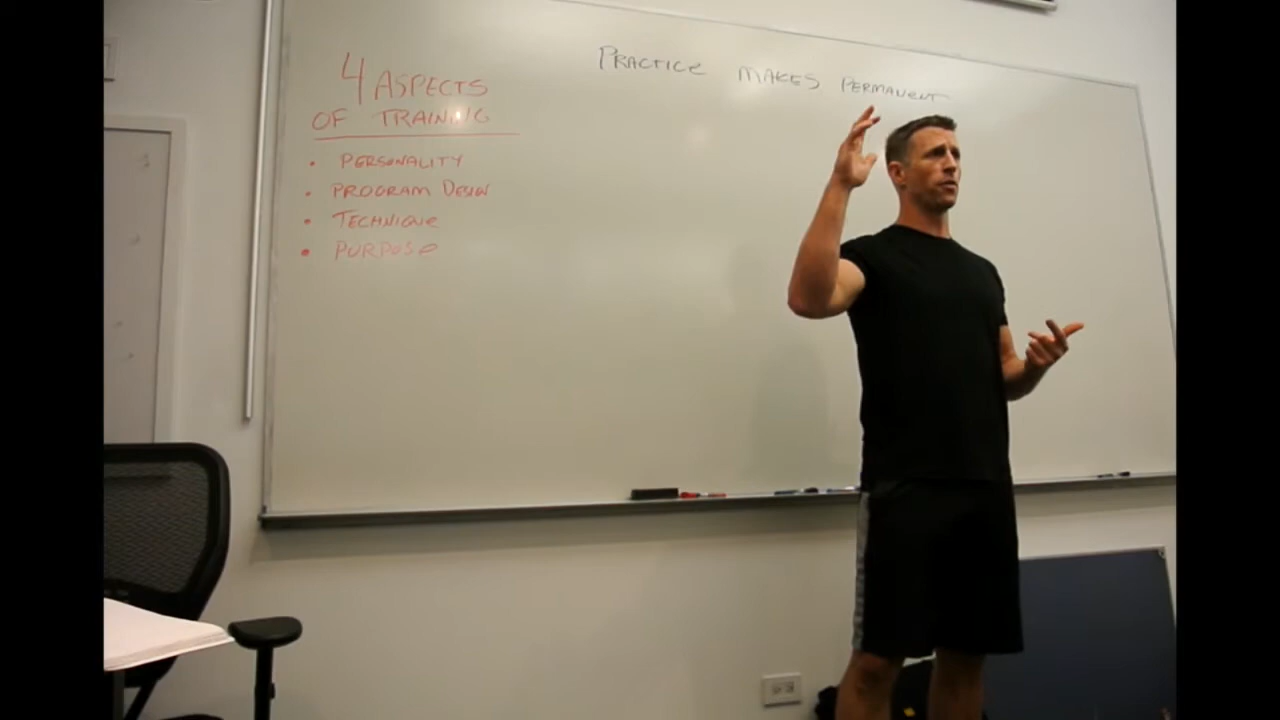 4 ASPECTS
OF TRAINING
• PERSONALITY
• PROGRAM DESIGN
• TECHNIQUE
• PURPOSE
PRACTICE MAKES PERMANENT